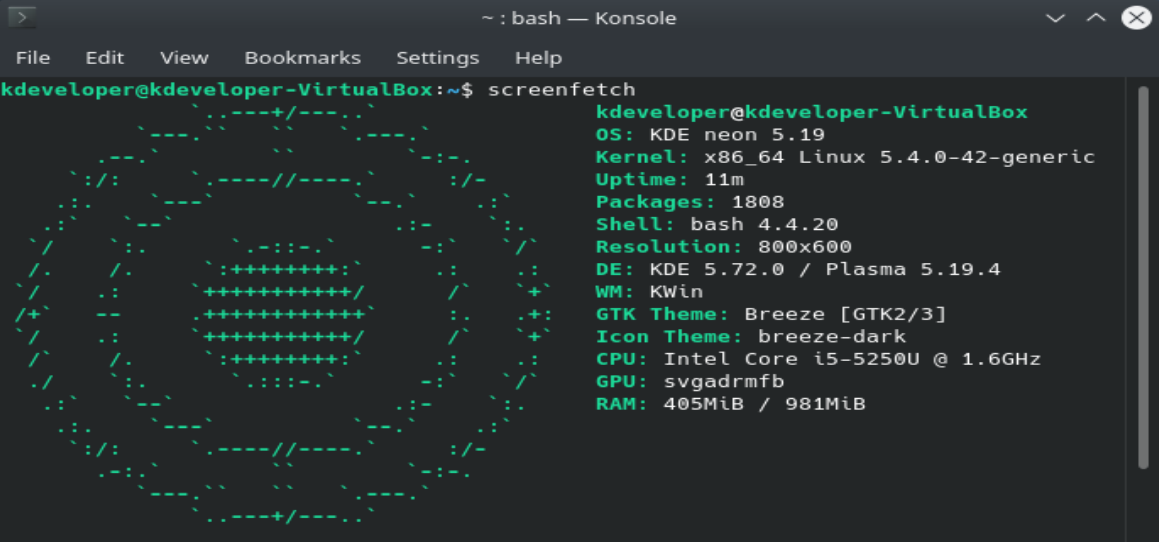 ~ : bash — Konsole
File Edit View Bookmarks Settings Help
kdeveloper@kdeveloper-VirtualBox:~$ screenfetch
kdeveloper@kdeveloper-VirtualBox
OS: KDE neon 5.19
Kernel: x86_64 Linux 5.4.0-42-generic
Uptime: 11m
Packages: 1808
Shell: bash 4.4.20
Resolution: 800x600
DE: KDE 5.72.0 / Plasma 5.19.4
WM: KWin
GTK Theme: Breeze [GTK2/3]
Icon Theme: breeze-dark
CPU: Intel Core i5-5250U @ 1.6GHz
GPU: svgadrmfb
RAM: 405MiB / 981MiB